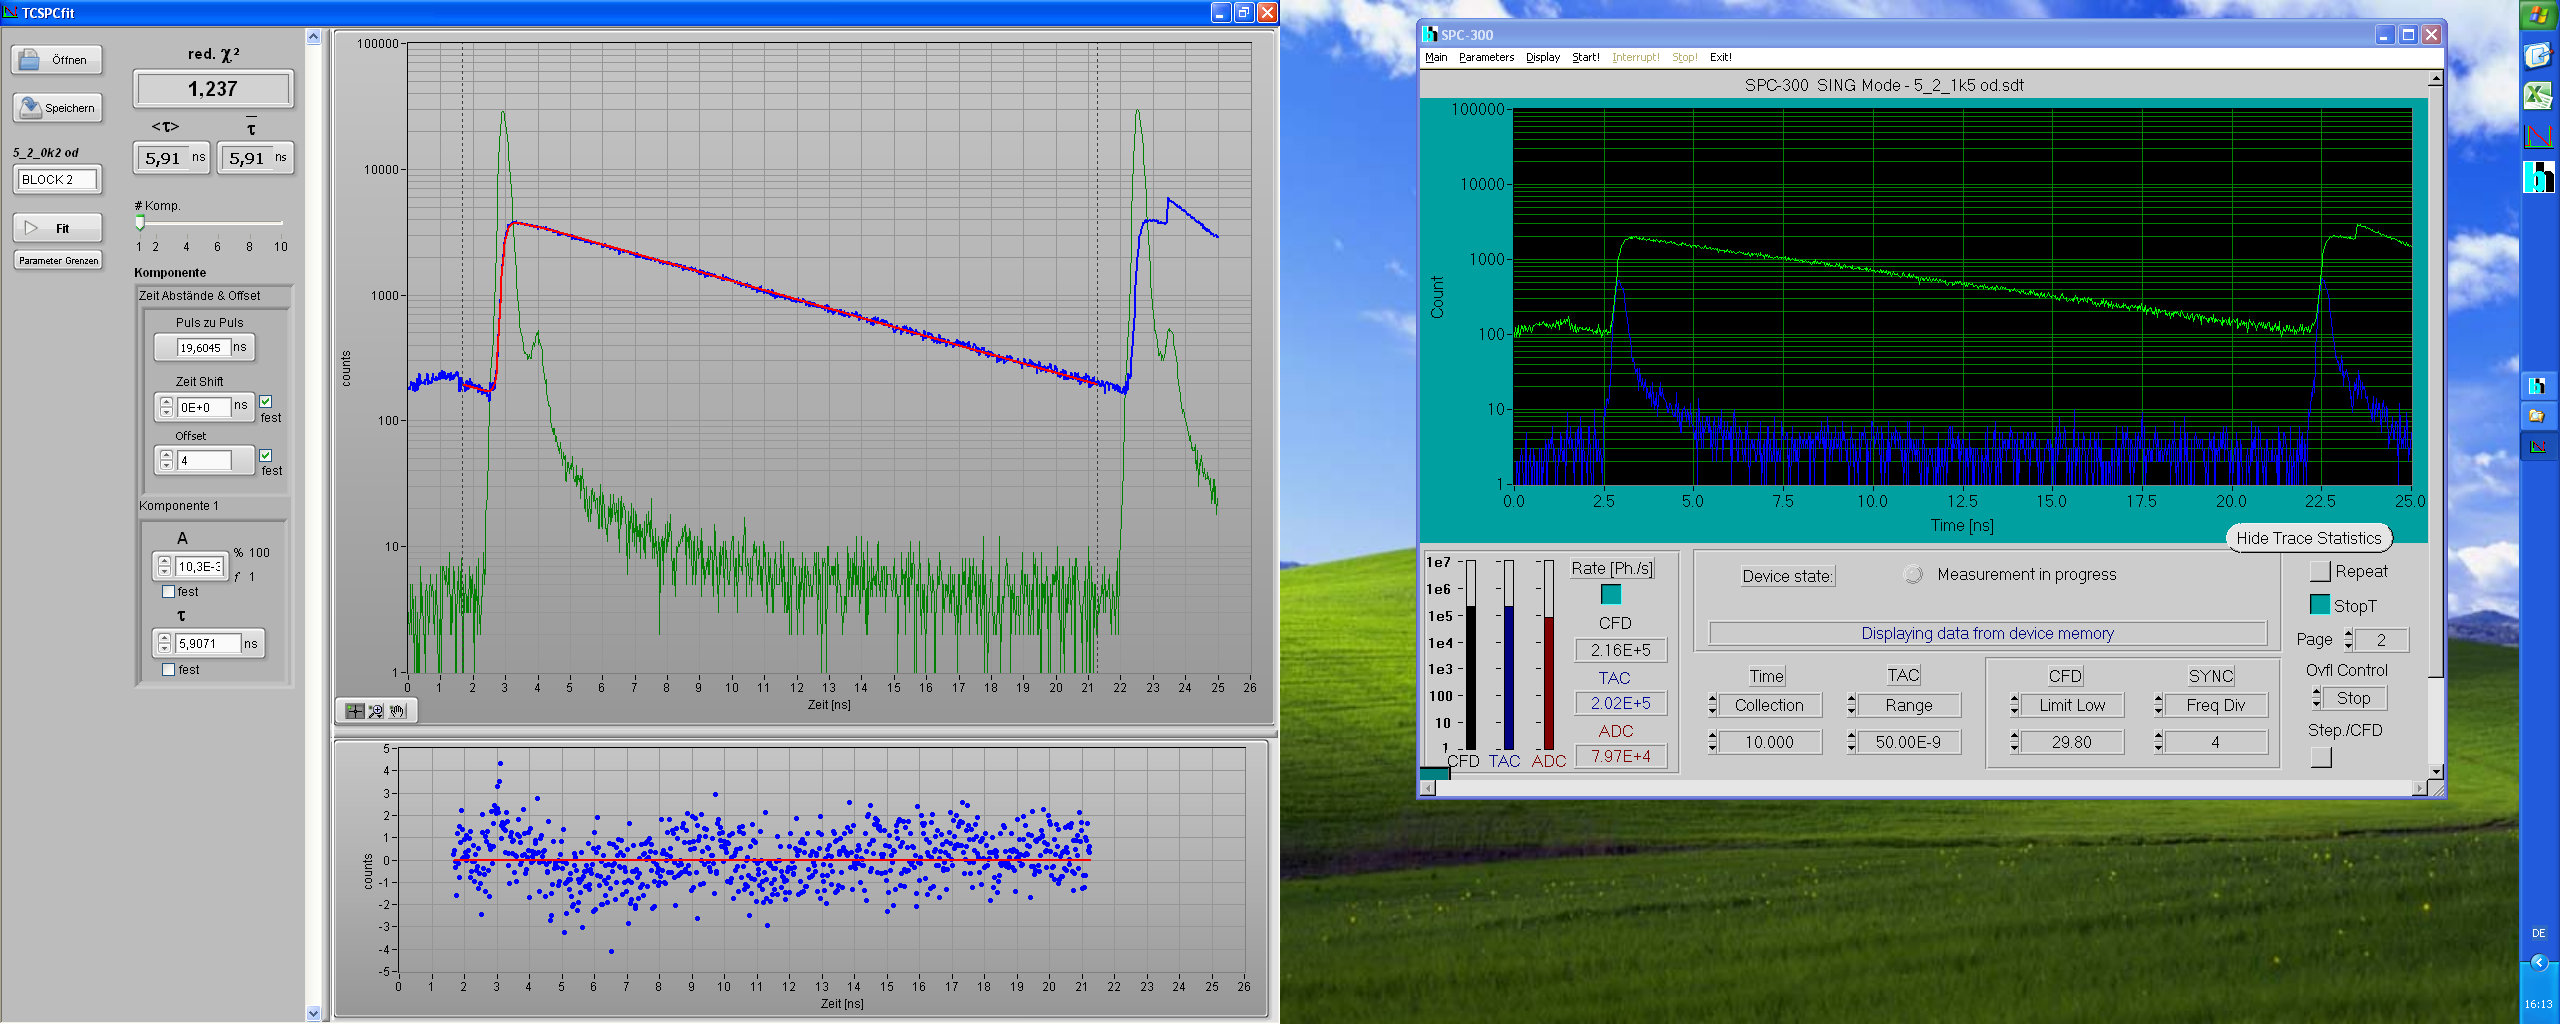 TCSPCfit
Öffnen
Speichern
5_2_0k2 od
BLOCK 2
Fit
Parameter Grenzen
red. χ²
1,237
<τ>
τ
5,91 ns
5,91 ns
# Komp.
1 2 4 6 8 10
Komponente
Zeit Abstände & Offset
Puls zu Puls
19,6045 ns
Zeit Shift
0E+0 ns
fest
Offset
4
fest
Komponente 1
A
10,3E-3
% 100
f 1
fest
τ
5,9071 ns
fest
100000
10000
1000
100
10
1
counts
0 1 2 3 4 5 6 7 8 9 10 11 12 13 14 15 16 17 18 19 20 21 22 23 24 25 26
Zeit [ns]
5
4
3
2
1
0
-1
-2
-3
-4
-5
counts
0 1 2 3 4 5 6 7 8 9 10 11 12 13 14 15 16 17 18 19 20 21 22 23 24 25 26
Zeit [ns]
SPC-300
Main Parameters Display Start! Interrupt! Stop! Exit!
SPC-300 SING Mode - 5_2_1k5 od.sdt
100000
10000
1000
100
10
1
Count
0.0 2.5 5.0 7.5 10.0 12.5 15.0 17.5 20.0 22.5 25.0
Time [ns]
Hide Trace Statistics
1e7
1e6
1e5
1e4
1e3
100
10
1
CFD TAC ADC
Rate [Ph./s]
CFD
2.16E+5
TAC
2.02E+5
ADC
7.97E+4
Device state:
Measurement in progress
Displaying data from device memory
Time
Collection
10.000
TAC
Range
50.00E-9
CFD
Limit Low
29.80
SYNC
Freq Div
4
Repeat
StopT
Page 2
Ovfl Control
Stop
Step./CFD
DE
16:13